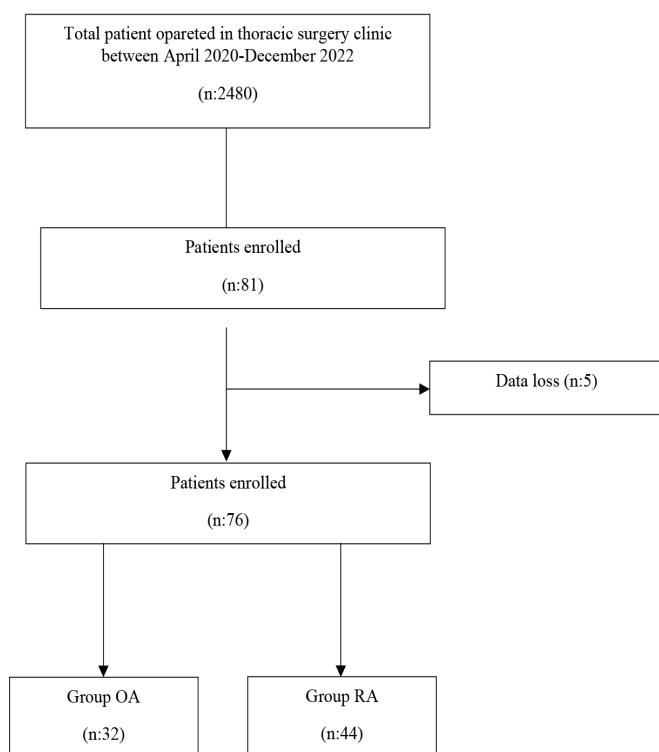 Total patient opareted in thoracic surgery clinic
between April 2020-December 2022
(n:2480)
Patients enrolled
(n:81)
Data loss (n:5)
Patients enrolled
(n:76)
Group OA
(n:32)
Group RA
(n:44)